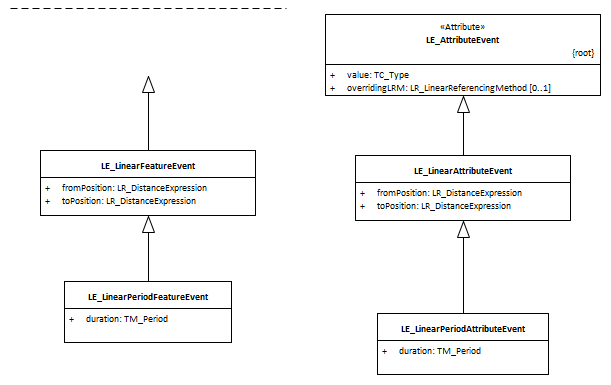 «Attribute»
LE_AttributeEvent
{root}
+ value: TC_Type
+ overridingLRM: LR_LinearReferencingMethod [0..1]
LE_LinearFeatureEvent
+ fromPosition: LR_DistanceExpression
+ toPosition: LR_DistanceExpression
LE_LinearAttributeEvent
+ fromPosition: LR_DistanceExpression
+ toPosition: LR_DistanceExpression
LE_LinearPeriodFeatureEvent
+ duration: TM_Period
LE_LinearPeriodAttributeEvent
+ duration: TM_Period